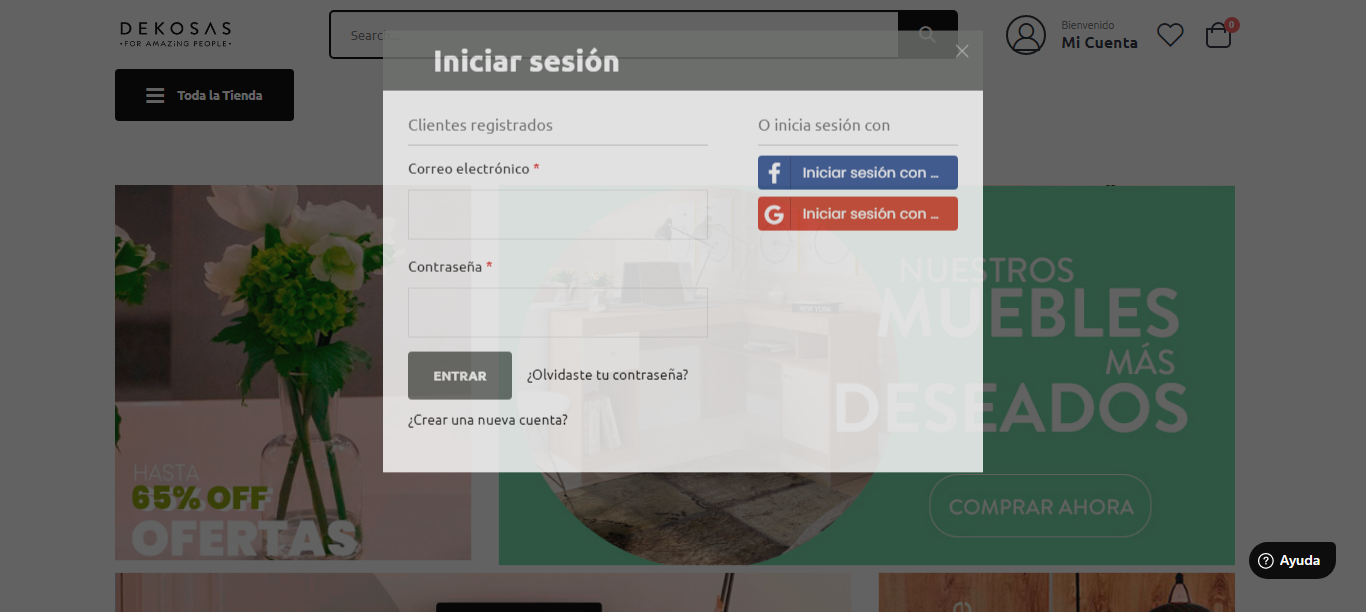 DEKOSAS
•FOR AMAZING PEOPLE•
Searc
Bienvenido
Mi Cuenta
0
Toda la Tienda
Iniciar sesión
Clientes registrados
Correo electrónico *
Contraseña *
ENTRAR
¿Olvidaste tu contraseña?
¿Crear una nueva cuenta?
O inicia sesión con
Iniciar sesión con ...
Iniciar sesión con ...
HASTA
65% OFF
OFERTAS
NUESTROS
MUEBLES
MÁS
DESEADOS
COMPRAR AHORA
Ayuda